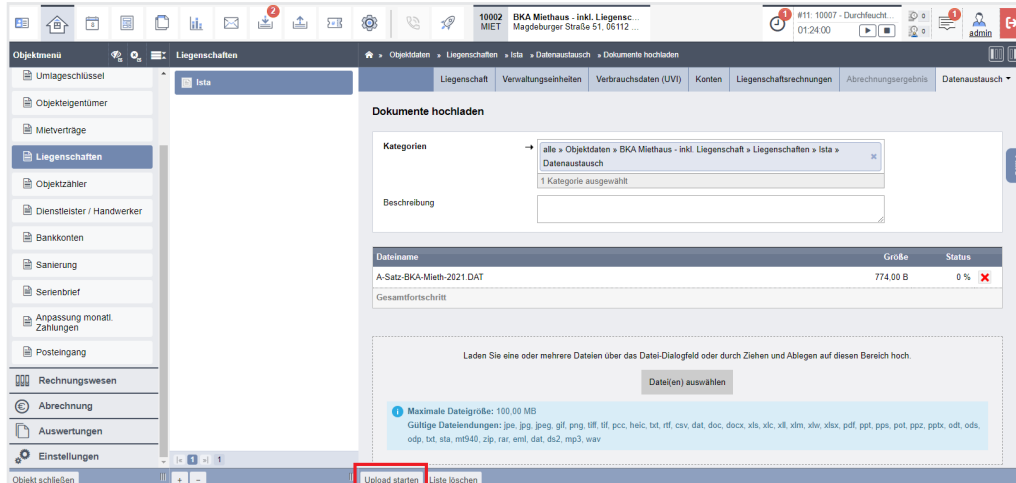 2
10002
MIET
BKA Miethaus - inkl. Liegensc...
Magdeburger Straße 51, 06112 ...
1
#11: 10007 - Durchfeucht...
01:24:00
0
0
1
admin
Objektmenü
Liegenschaften
» Objektdaten » Liegenschaften » Ista » Datenaustausch » Dokumente hochladen
Umlageschlüssel
Objekteigentümer
Mietverträge
Liegenschaften
Objektzähler
Dienstleister / Handwerker
Bankkonten
Sanierung
Serienbrief
Anpassung monatl.
Zahlungen
Posteingang
Rechnungswesen
Abrechnung
Auswertungen
Einstellungen
Objekt schließen
Ista
1
1
+ -
Liegenschaft Verwaltungseinheiten Verbrauchsdaten (UVI) Konten Liegenschaftsrechnungen Abrechnungsergebnis Datenaustausch
Dokumente hochladen
Kategorien
alle » Objektdaten » BKA Miethaus - inkl. Liegenschaft » Liegenschaften » Ista »
Datenaustausch
1 Kategorie ausgewählt
Beschreibung
Dateiname Größe Status
A-Satz-BKA-Mieth-2021.DAT 774,00 B 0 %
Gesamtfortschritt
Laden Sie eine oder mehrere Dateien über das Datei-Dialogfeld oder durch Ziehen und Ablegen auf diesen Bereich hoch.
Datei(en) auswählen
Maximale Dateigröße: 100,00 MB
Gültige Dateiendungen: jpe, jpg, jpeg, gif, png, tiff, tif, pcc, heic, txt, rtf, csv, dat, doc, docx, xls, xlc, xll, xlm, xlw, xlsx, pdf, ppt, pps, pot, ppz, pptx, odt, ods,
odp, txt, sta, mt940, zip, rar, eml, dat, ds2, mp3, wav
Upload starten Liste löschen